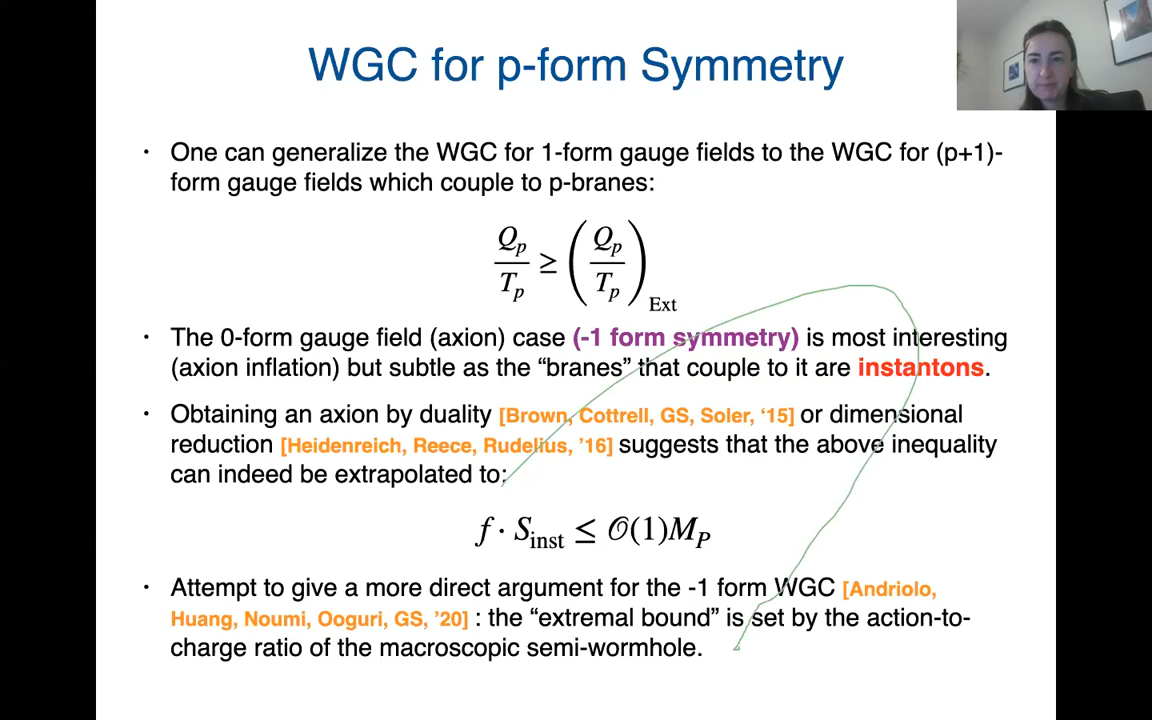 WGC for p-form Symmetry
· One can generalize the WGC for 1-form gauge fields to the WGC for (p+1)-
form gauge fields which couple to p-branes:
Q_p / T_p ≥ ( Q_p / T_p )_Ext
· The 0-form gauge field (axion) case (-1 form symmetry) is most interesting
(axion inflation) but subtle as the “branes” that couple to it are instantons.
· Obtaining an axion by duality [Brown, Cottrell, GS, Soler, ‘15] or dimensional
reduction [Heidenreich, Reece, Rudelius, ’16] suggests that the above inequality
can indeed be extrapolated to:
f · S_inst ≤ 𝒪(1)M_P
· Attempt to give a more direct argument for the -1 form WGC [Andriolo,
Huang, Noumi, Ooguri, GS, ’20] : the “extremal bound” is set by the action-to-
charge ratio of the macroscopic semi-wormhole.